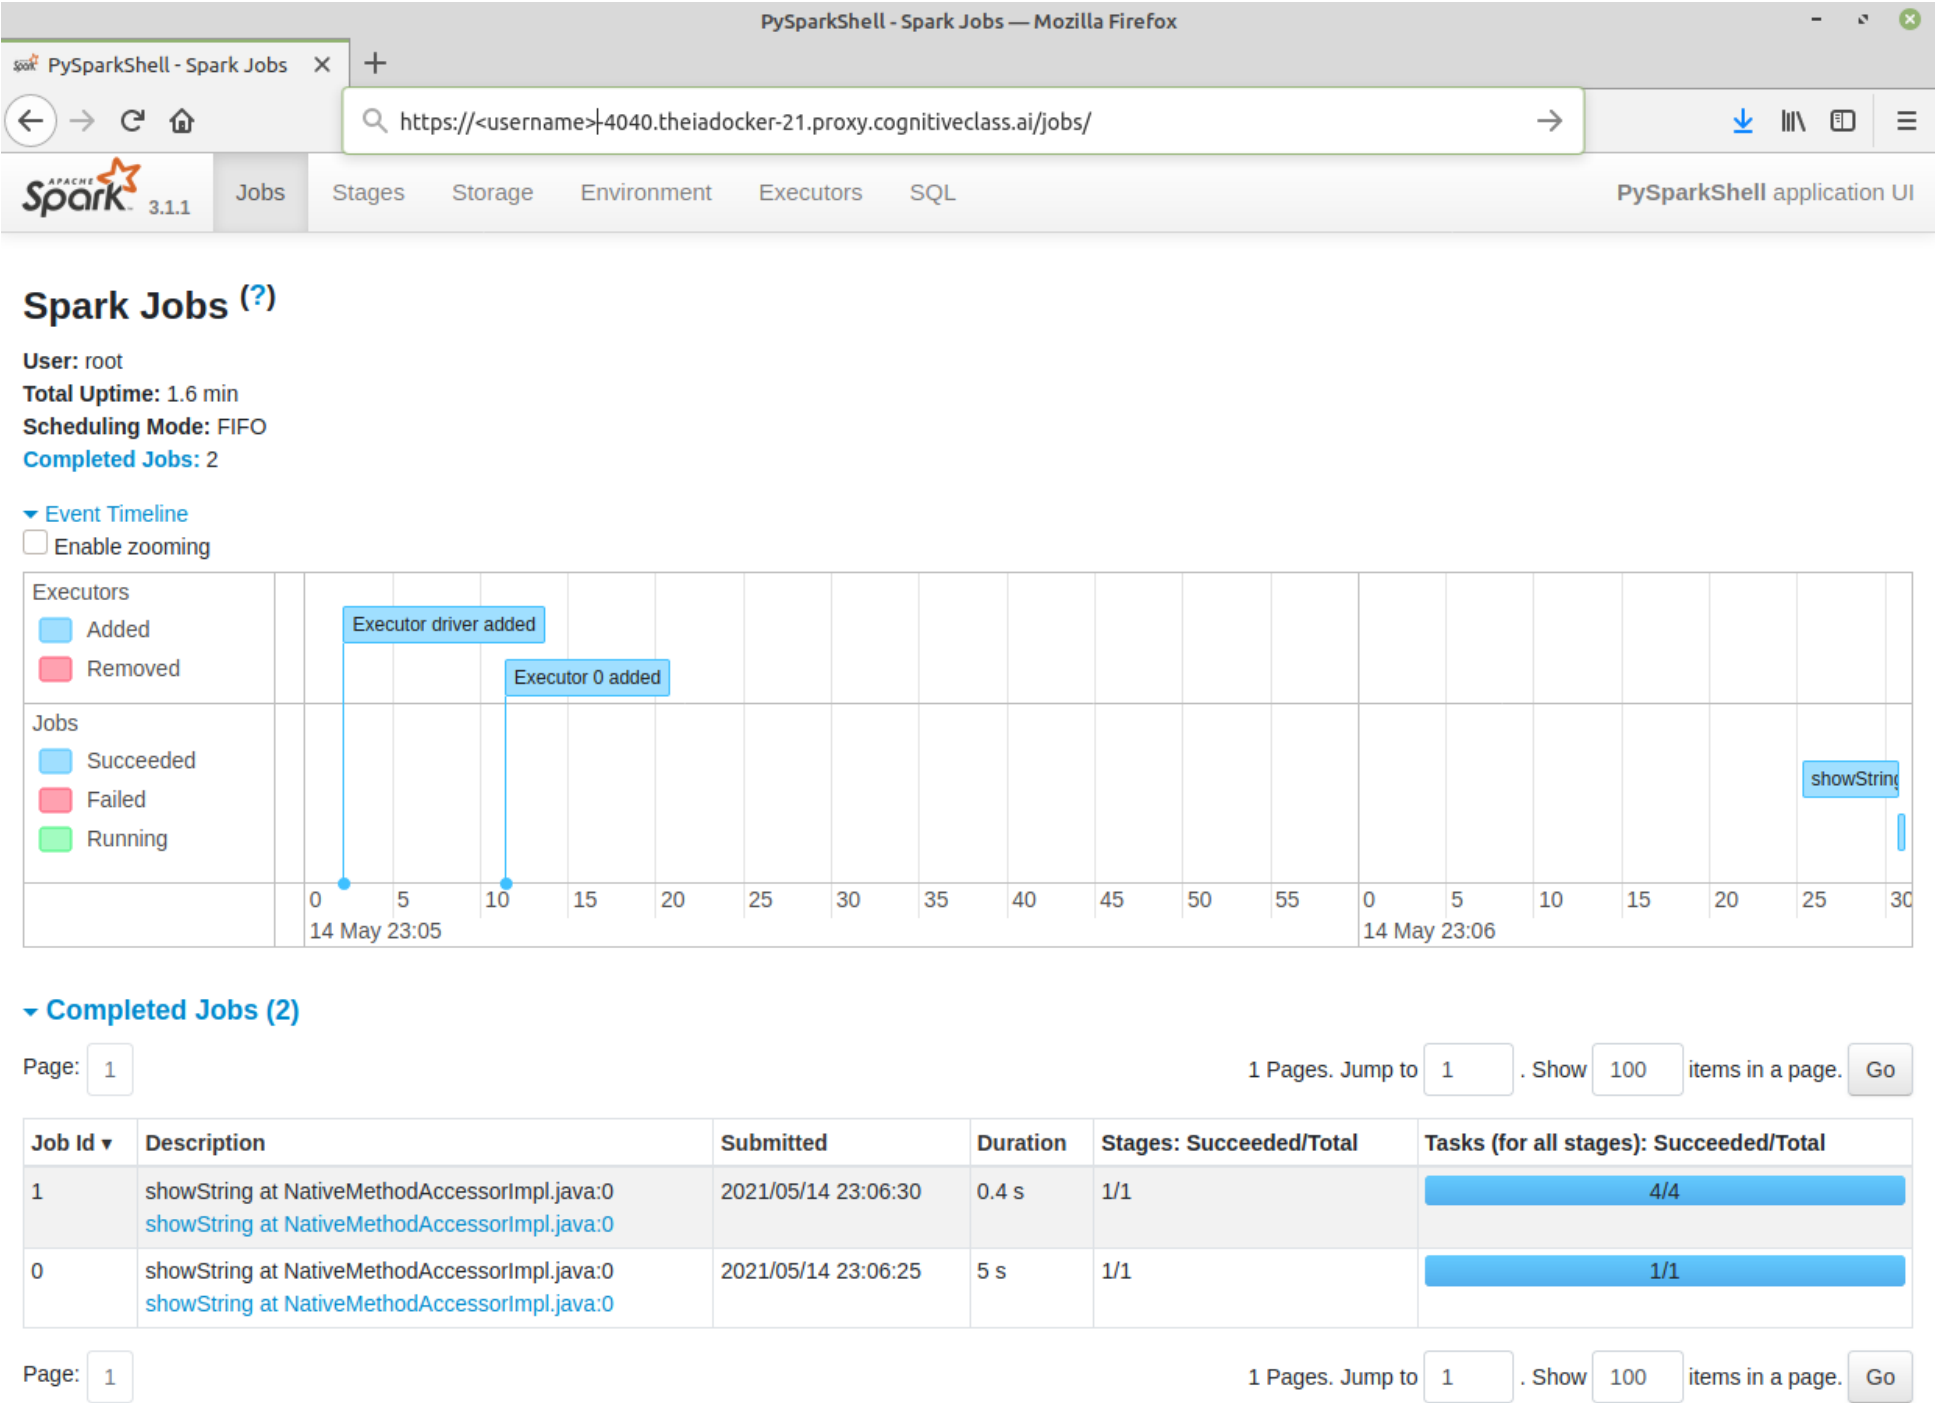 PySparkShell - Spark Jobs — Mozilla Firefox
PySparkShell - Spark Jobs
https://<username>-4040.theiadocker-21.proxy.cognitiveclass.ai/jobs/
APACHE Spark 3.1.1 Jobs Stages Storage Environment Executors SQL PySparkShell application UI
Spark Jobs (?)
User: root
Total Uptime: 1.6 min
Scheduling Mode: FIFO
Completed Jobs: 2
Event Timeline
Enable zooming
Executors
Added
Removed
Executor driver added
Executor 0 added
Jobs
Succeeded
Failed
Running
showString
0 5 10 15 20 25 30 35 40 45 50 55 0 5 10 15 20 25 30
14 May 23:05 14 May 23:06
Completed Jobs (2)
Page: 1 1 Pages. Jump to 1 . Show 100 items in a page. Go
Job Id ▾ Description Submitted Duration Stages: Succeeded/Total Tasks (for all stages): Succeeded/Total
1 showString at NativeMethodAccessorImpl.java:0 2021/05/14 23:06:30 0.4 s 1/1 4/4
showString at NativeMethodAccessorImpl.java:0
0 showString at NativeMethodAccessorImpl.java:0 2021/05/14 23:06:25 5 s 1/1 1/1
showString at NativeMethodAccessorImpl.java:0
Page: 1 1 Pages. Jump to 1 . Show 100 items in a page. Go